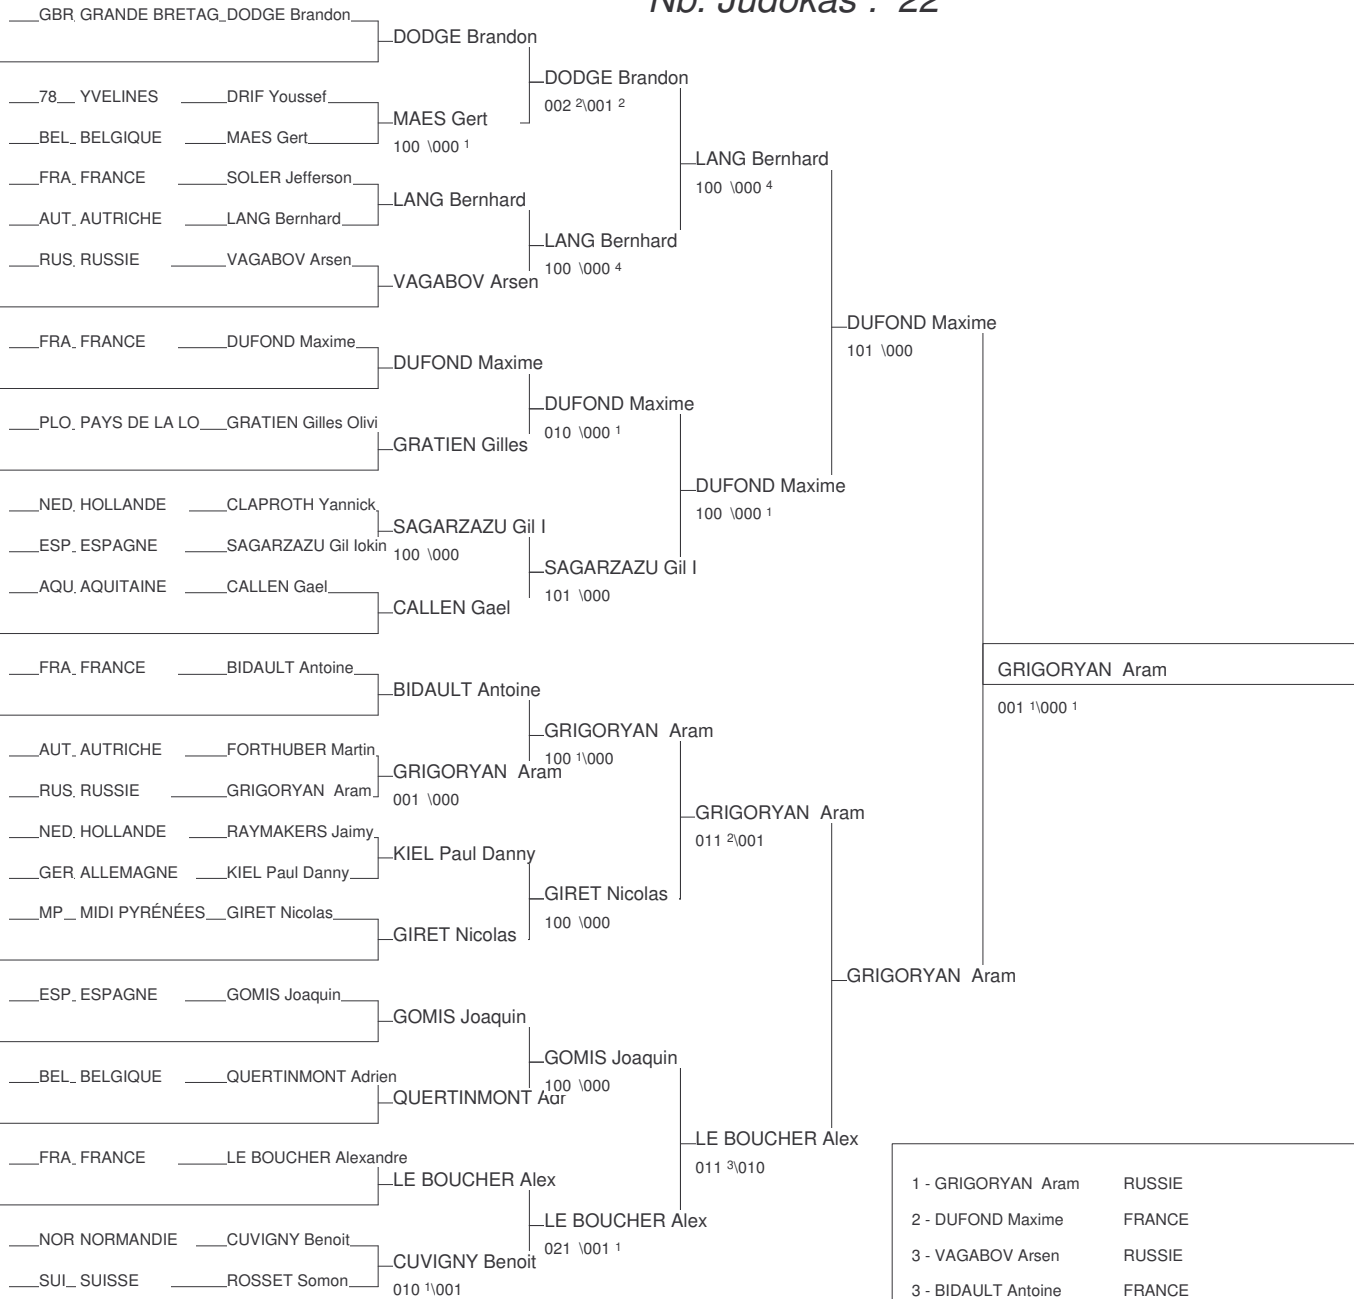 Nb. Judokas : 22
GBR GRANDE BRETAG DODGE Brandon
DODGE Brandon
DODGE Brandon
002 2\001 2
78 YVELINES DRIF Youssef
MAES Gert
100 \000 1
BEL BELGIQUE MAES Gert
LANG Bernhard
100 \000 4
FRA FRANCE SOLER Jefferson
LANG Bernhard
AUT AUTRICHE LANG Bernhard
LANG Bernhard
100 \000 4
RUS RUSSIE VAGABOV Arsen
VAGABOV Arsen
DUFOND Maxime
101 \000
FRA FRANCE DUFOND Maxime
DUFOND Maxime
DUFOND Maxime
010 \000 1
PLO PAYS DE LA LO GRATIEN Gilles Olivi
GRATIEN Gilles
DUFOND Maxime
100 \000 1
NED HOLLANDE CLAPROTH Yannick
SAGARZAZU Gil I
100 \000
ESP ESPAGNE SAGARZAZU Gil Iokin
SAGARZAZU Gil I
101 \000
AQU AQUITAINE CALLEN Gael
CALLEN Gael
FRA FRANCE BIDAULT Antoine
GRIGORYAN Aram
001 1\000 1
BIDAULT Antoine
GRIGORYAN Aram
100 1\000
AUT AUTRICHE FORTHUBER Martin
GRIGORYAN Aram
001 \000
RUS RUSSIE GRIGORYAN Aram
GRIGORYAN Aram
011 2\001
NED HOLLANDE RAYMAKERS Jaimy
KIEL Paul Danny
GER ALLEMAGNE KIEL Paul Danny
GIRET Nicolas
100 \000
MP MIDI PYRÉNÉES GIRET Nicolas
GIRET Nicolas
GRIGORYAN Aram
ESP ESPAGNE GOMIS Joaquin
GOMIS Joaquin
GOMIS Joaquin
100 \000
BEL BELGIQUE QUERTINMONT Adrien
QUERTINMONT Adr
LE BOUCHER Alex
011 3\010
FRA FRANCE LE BOUCHER Alexandre
LE BOUCHER Alex
LE BOUCHER Alex
021 \001 1
NOR NORMANDIE CUVIGNY Benoit
CUVIGNY Benoit
010 1\001
SUI SUISSE ROSSET Somon
1 - GRIGORYAN Aram RUSSIE
2 - DUFOND Maxime FRANCE
3 - VAGABOV Arsen RUSSIE
3 - BIDAULT Antoine FRANCE